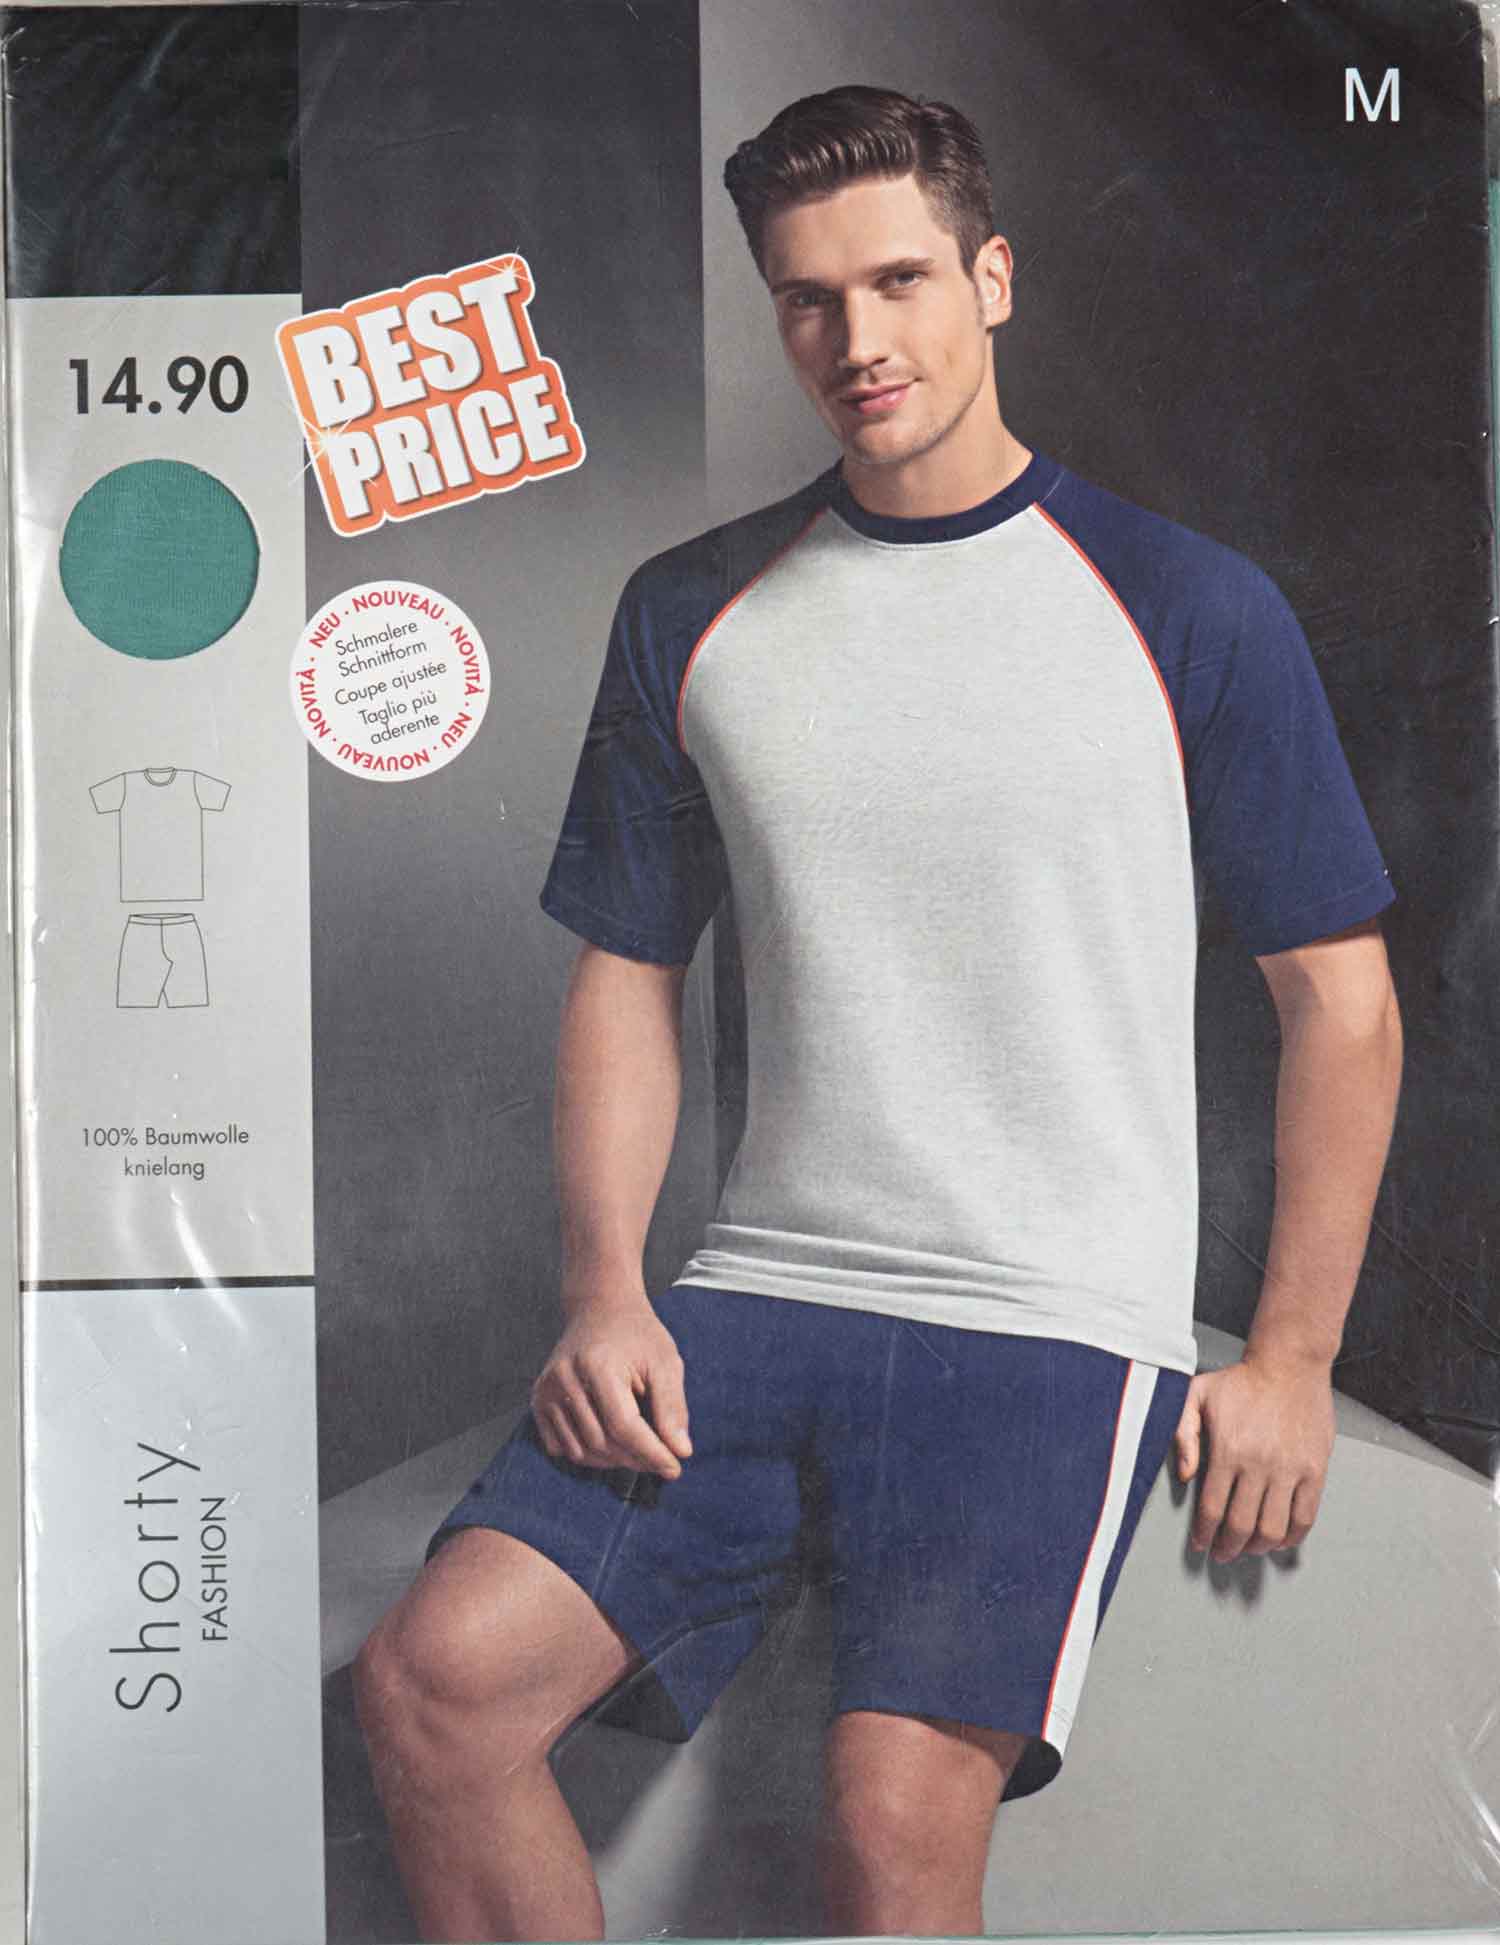 M
14.90
BEST
PRICE
NEU · NOUVEAU · NOVITÀ · NEU · NOUVEAU · NOVITÀ ·
Schmalere
Schnittform
Coupe ajustée
Taglio più
aderente
100% Baumwolle
knielang
Shorty
FASHION